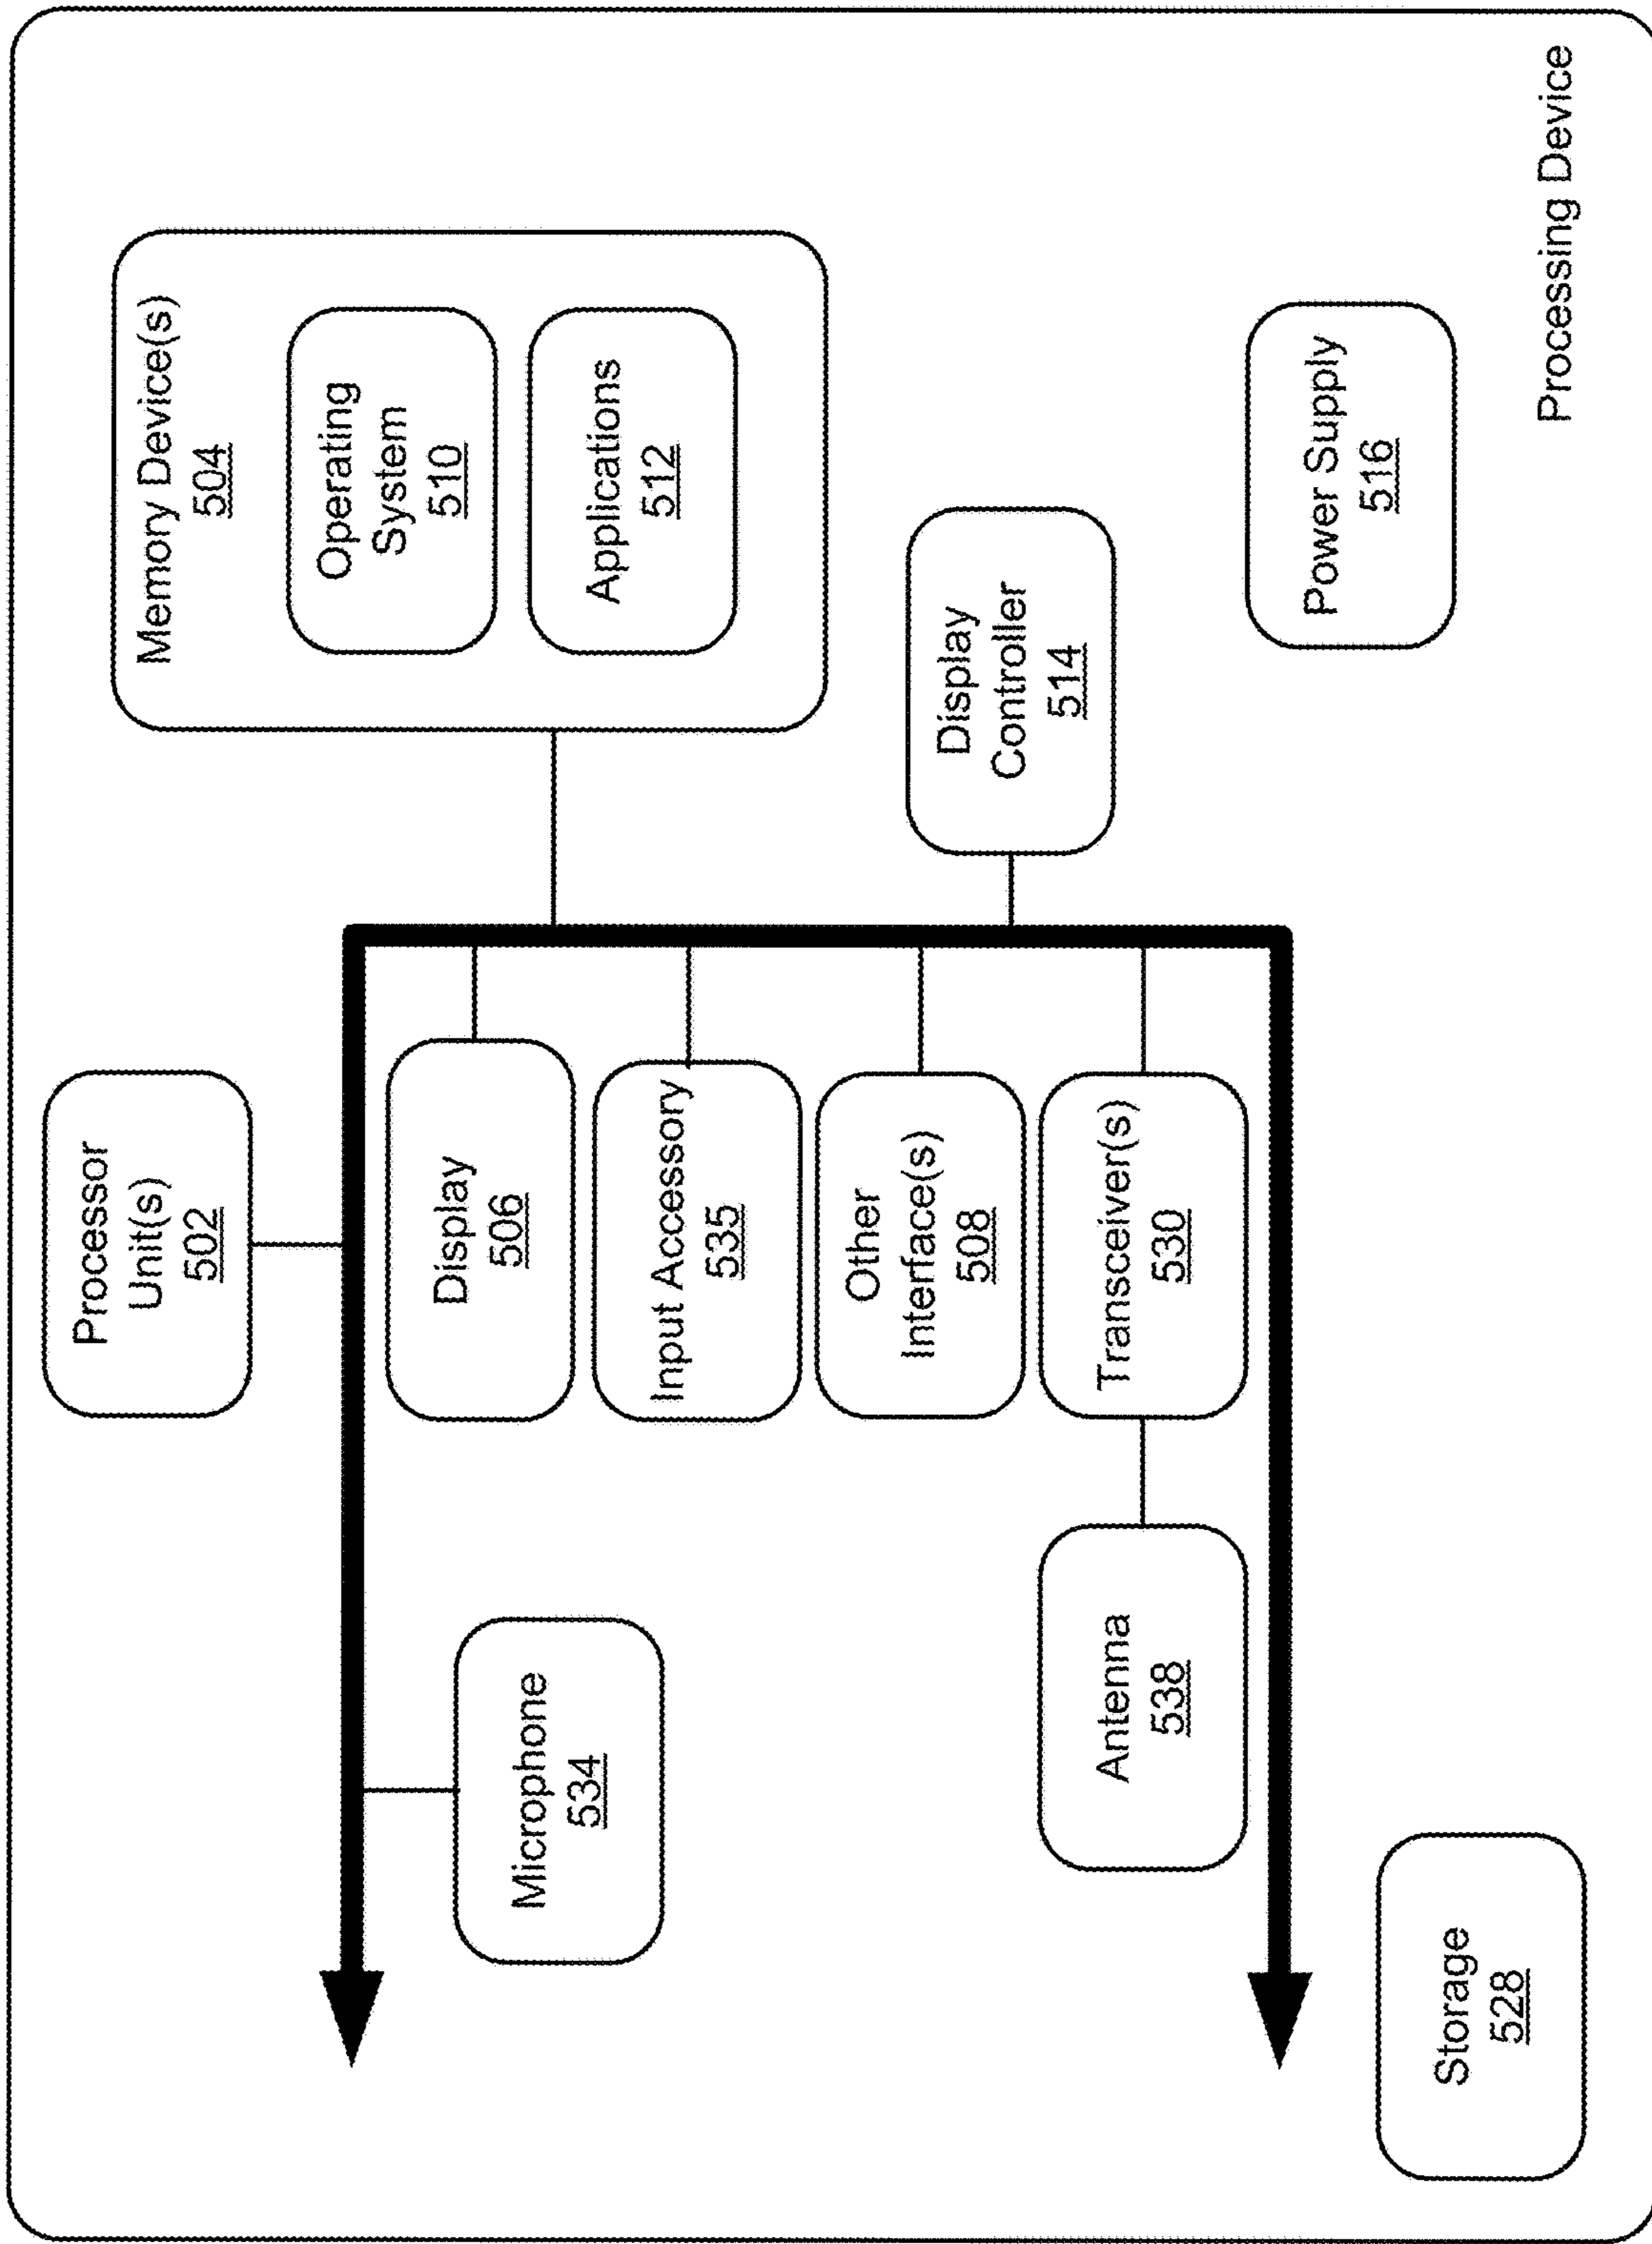 Processor
Unit(s)
502
Memory Device(s)
504
Operating
System
510
Applications
512
Display
506
Microphone
534
Input Accessory
535
Other
Interface(s)
508
Display
Controller
514
Antenna
538
Transceiver(s)
530
Power Supply
516
Storage
528
Processing Device